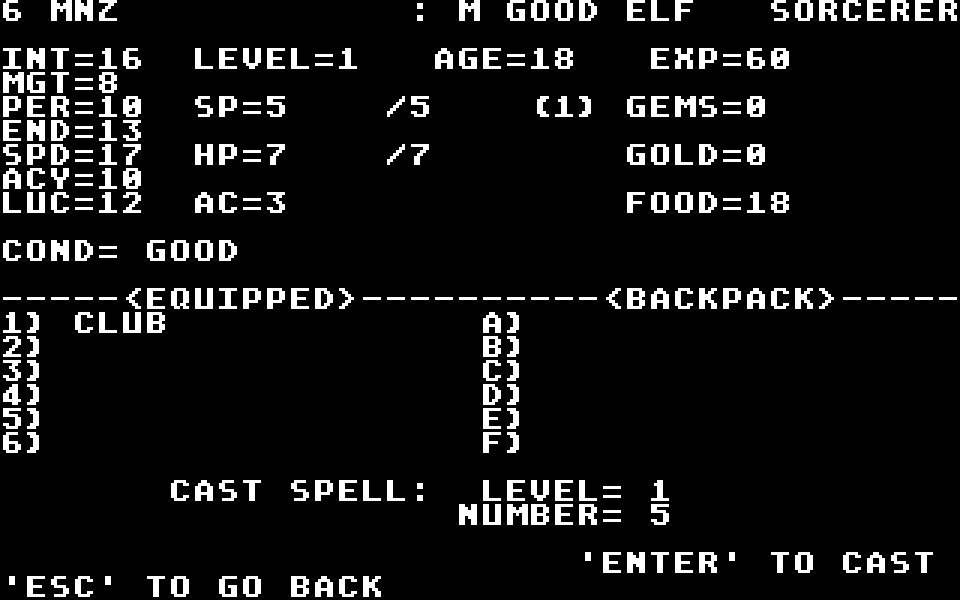 6 MNZ : M GOOD ELF SORCERER
INT=16 LEVEL=1 AGE=18 EXP=60
MGT=8
PER=10 SP=5 /5 (1) GEMS=0
END=13
SPD=17 HP=7 /7 GOLD=0
ACY=10
LUC=12 AC=3 FOOD=18
COND= GOOD
-----<EQUIPPED>----------<BACKPACK>-----
1) CLUB A)
2) B)
3) C)
4) D)
5) E)
6) F)
CAST SPELL: LEVEL= 1
NUMBER= 5
'ENTER' TO CAST
'ESC' TO GO BACK